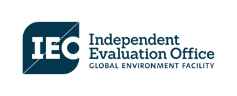 IEO
Independent
Evaluation Office
GLOBAL ENVIRONMENT FACILITY